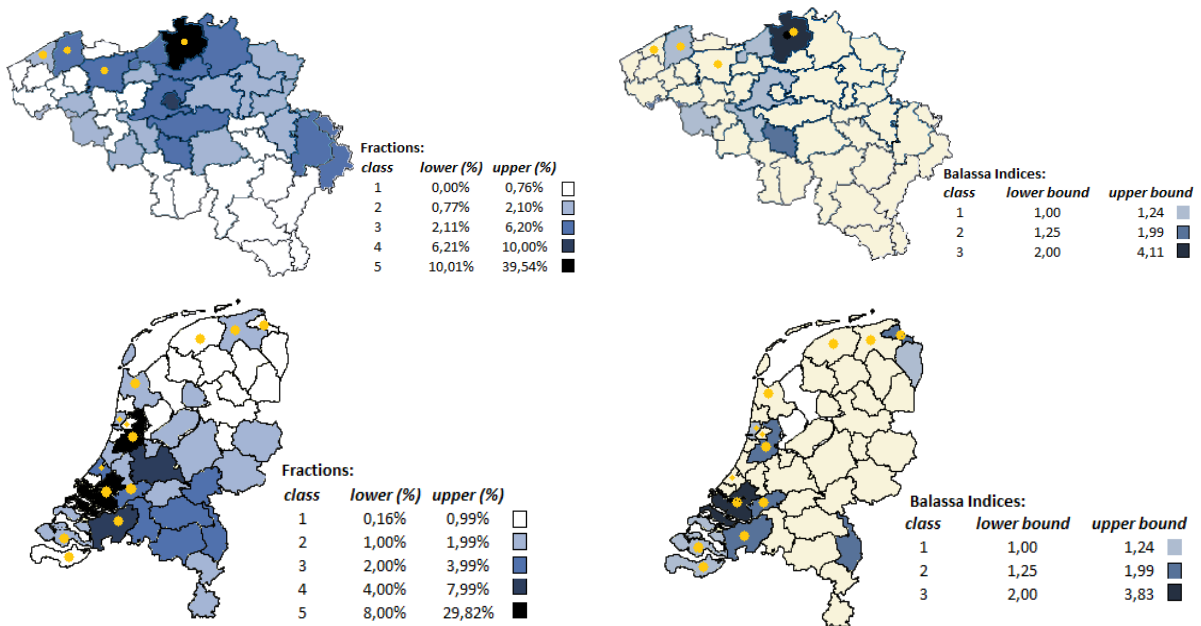 Fractions:
class lower (%) upper (%)
1 0,00% 0,76%
2 0,77% 2,10%
3 2,11% 6,20%
4 6,21% 10,00%
5 10,01% 39,54%
Balassa Indices:
class lower bound upper bound
1 1,00 1,24
2 1,25 1,99
3 2,00 4,11
Fractions:
class lower (%) upper (%)
1 0,16% 0,99%
2 1,00% 1,99%
3 2,00% 3,99%
4 4,00% 7,99%
5 8,00% 29,82%
Balassa Indices:
class lower bound upper bound
1 1,00 1,24
2 1,25 1,99
3 2,00 3,83